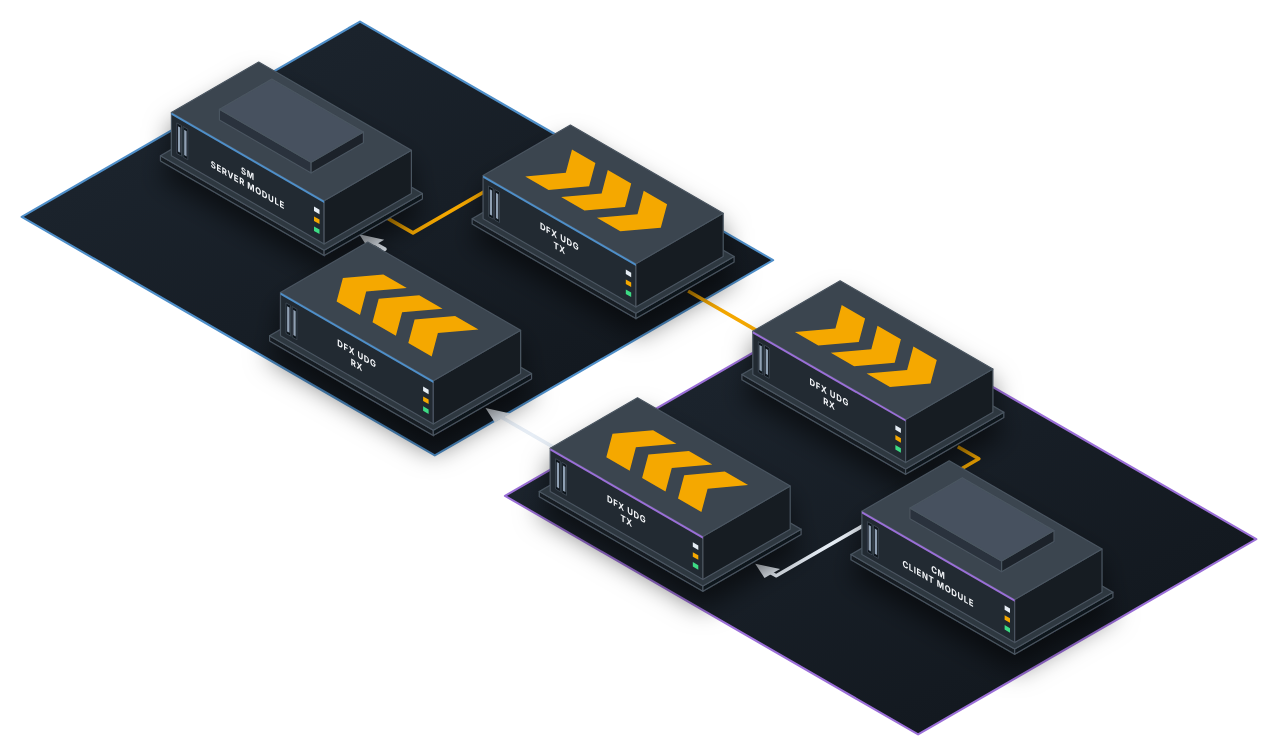 SM
SERVER MODULE
DFX UDG
TX
DFX UDG
RX
DFX UDG
RX
DFX UDG
TX
CM
CLIENT MODULE